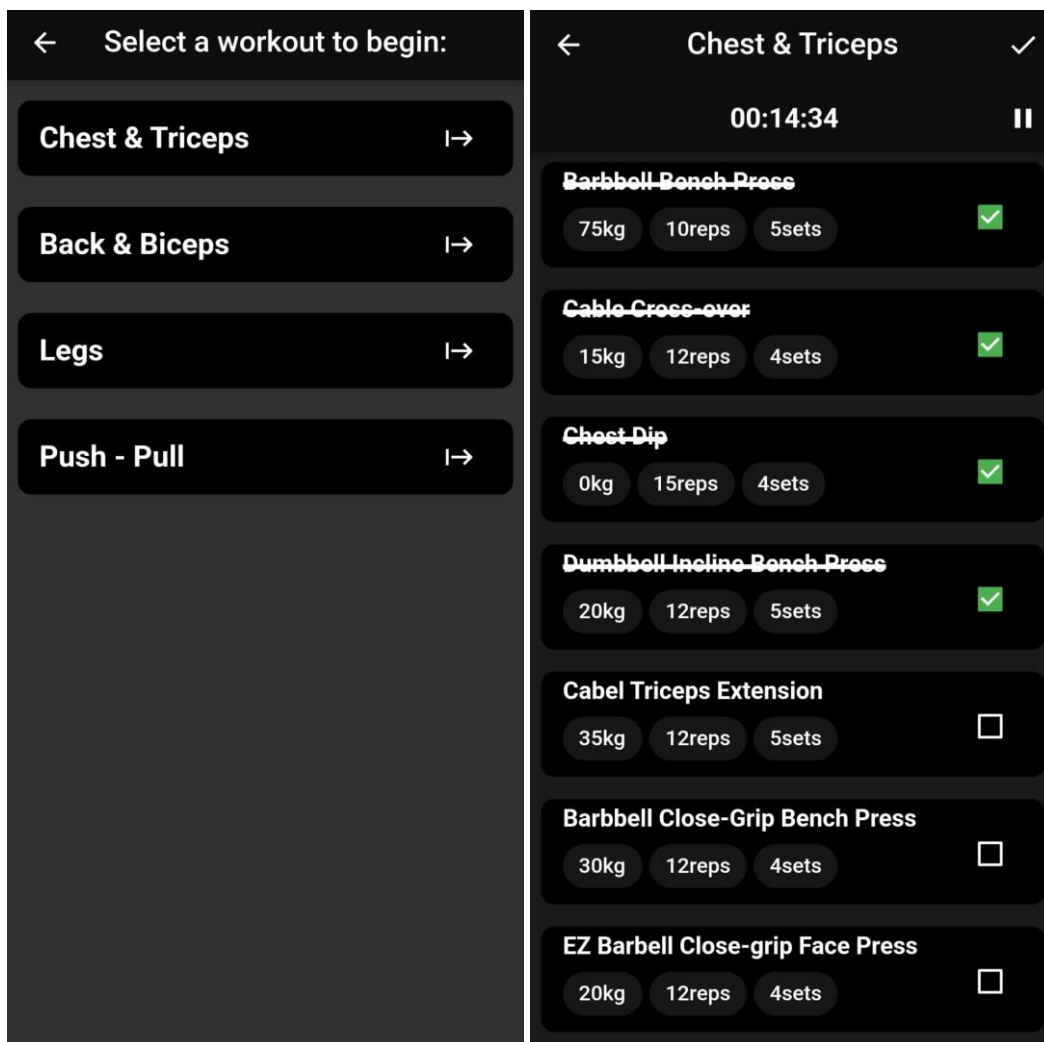 Select a workout to begin:
Chest & Triceps
Back & Biceps
Legs
Push - Pull
Chest & Triceps
00:14:34
Barbbell Bench Press
75kg 10reps 5sets
Cable Cross-over
15kg 12reps 4sets
Chest Dip
0kg 15reps 4sets
Dumbbell Incline Bench Press
20kg 12reps 5sets
Cabel Triceps Extension
35kg 12reps 5sets
Barbbell Close-Grip Bench Press
30kg 12reps 4sets
EZ Barbell Close-grip Face Press
20kg 12reps 4sets